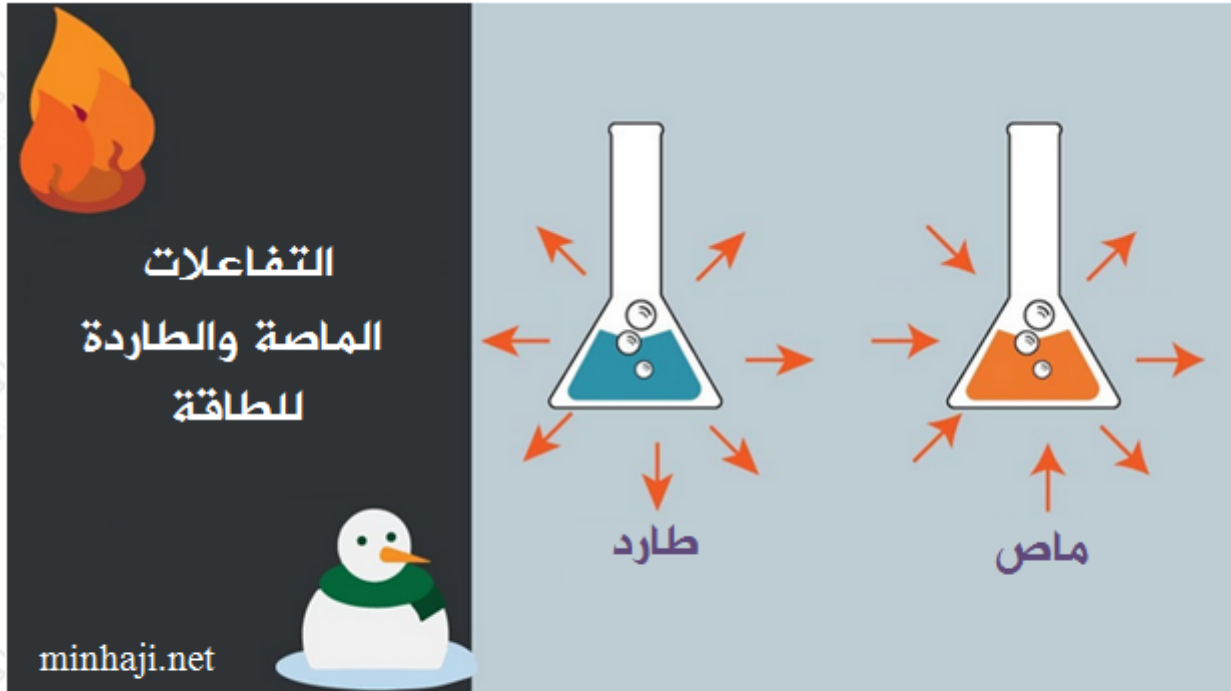 التفاعلات
الماصة والطاردة
للطاقة
ماص
طارد
minhaji.net